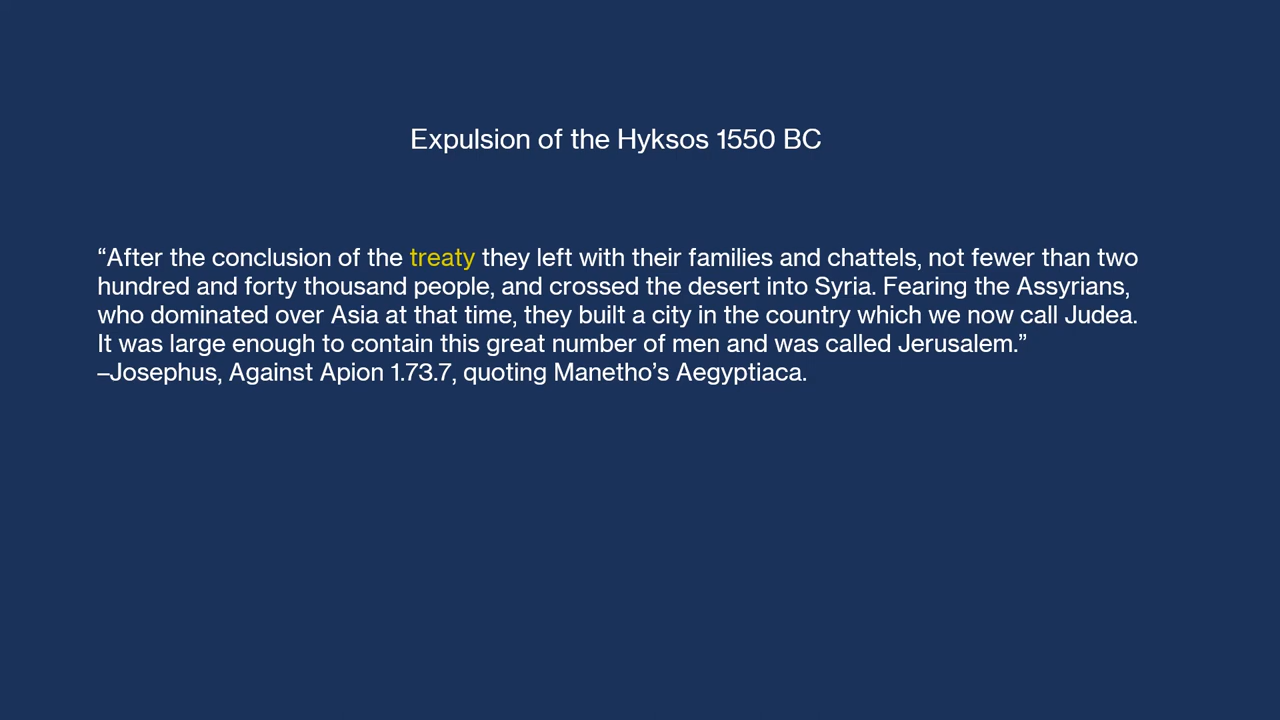 Expulsion of the Hyksos 1550 BC
“After the conclusion of the treaty they left with their families and chattels, not fewer than two
hundred and forty thousand people, and crossed the desert into Syria. Fearing the Assyrians,
who dominated over Asia at that time, they built a city in the country which we now call Judea.
It was large enough to contain this great number of men and was called Jerusalem.”
–Josephus, Against Apion 1.73.7, quoting Manetho’s Aegyptiaca.